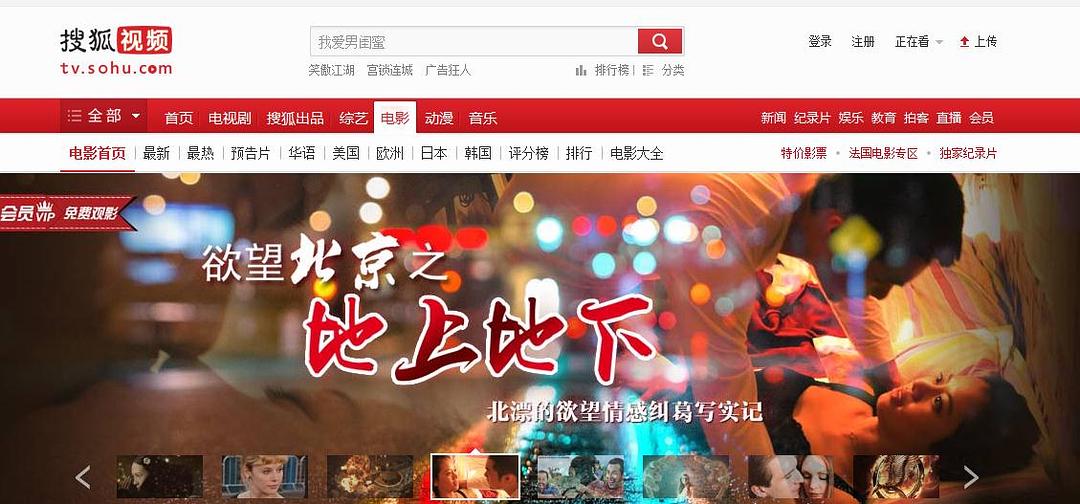 搜狐视频
tv.sohu.com
我爱男闺蜜
笑傲江湖 宫锁连城 广告狂人
排行榜 | 分类
登录 注册 正在看 上传
全部 首页 电视剧 搜狐出品 综艺 电影 动漫 音乐
新闻 纪录片 娱乐 教育 拍客 直播 会员
电影首页 最新 | 最热 | 预告片 | 华语 | 美国 | 欧洲 | 日本 | 韩国 | 评分榜 | 排行 | 电影大全
特价影票 • 法国电影专区 • 独家纪录片
会员VIP 免费观影
欲望北京之
地上地下
北漂的欲望情感纠葛写实记